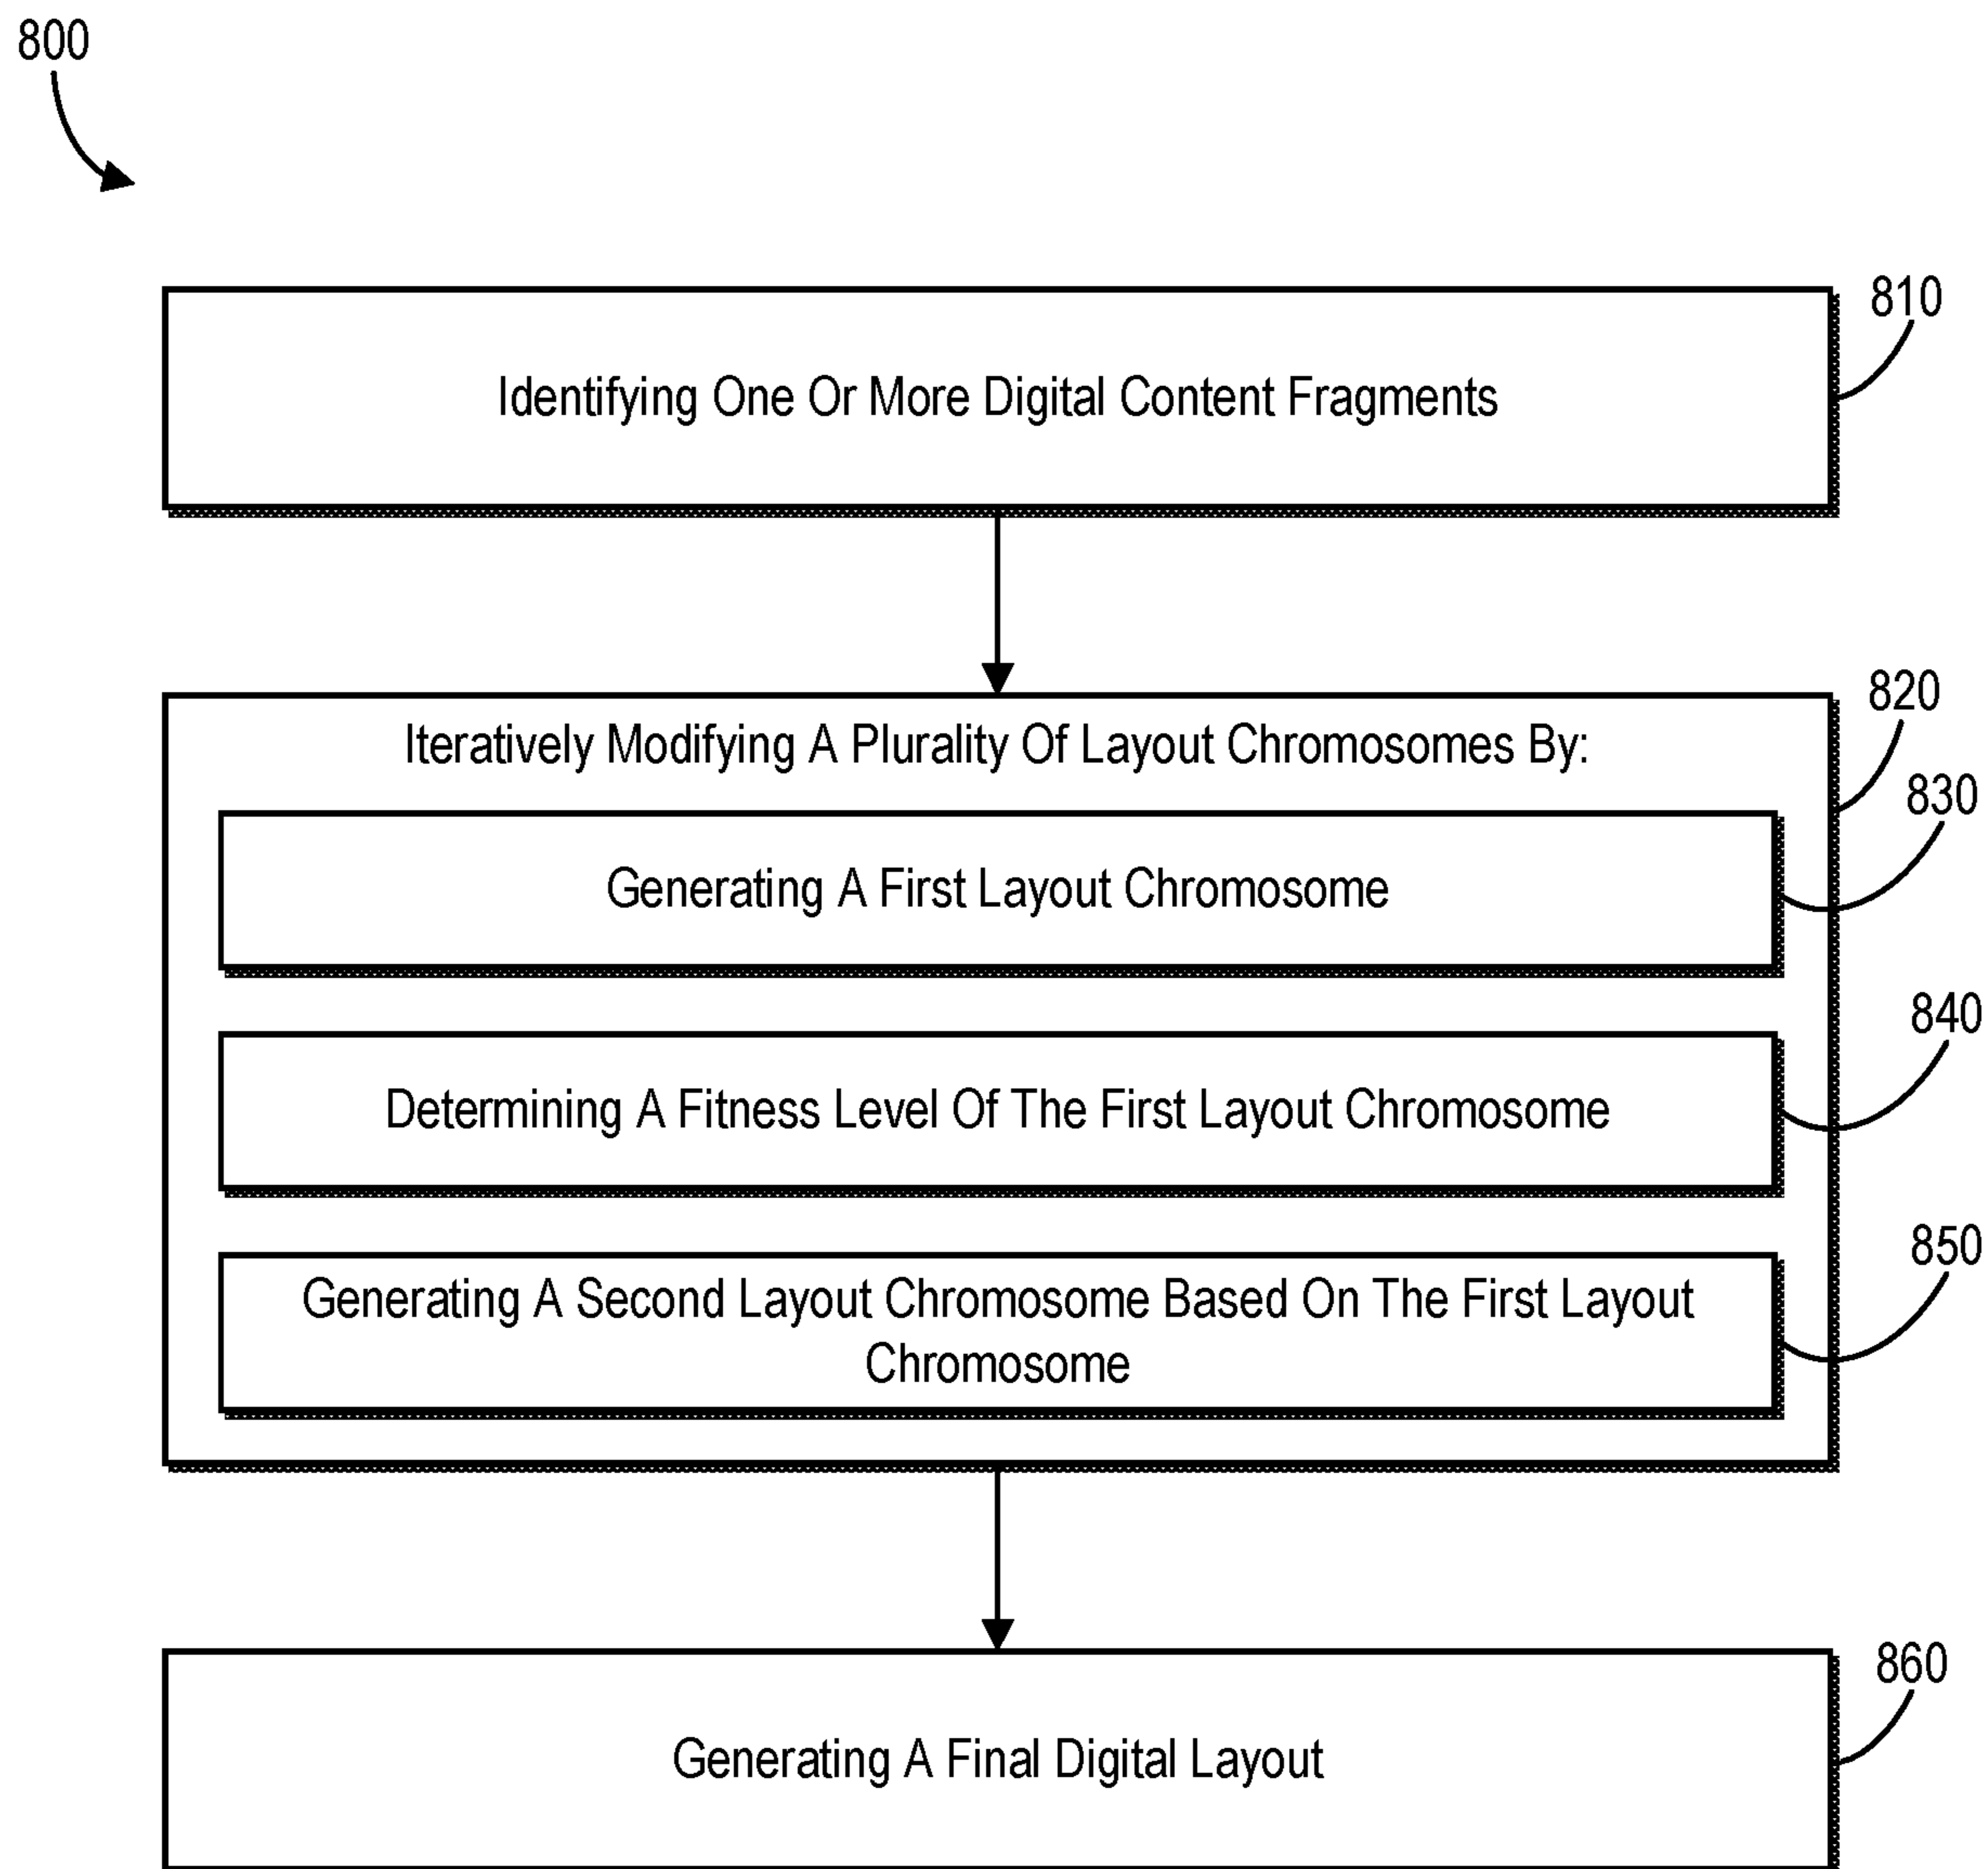 800
810
Identifying One Or More Digital Content Fragments
820
Iteratively Modifying A Plurality Of Layout Chromosomes By:
830
Generating A First Layout Chromosome
840
Determining A Fitness Level Of The First Layout Chromosome
850
Generating A Second Layout Chromosome Based On The First Layout
Chromosome
860
Generating A Final Digital Layout